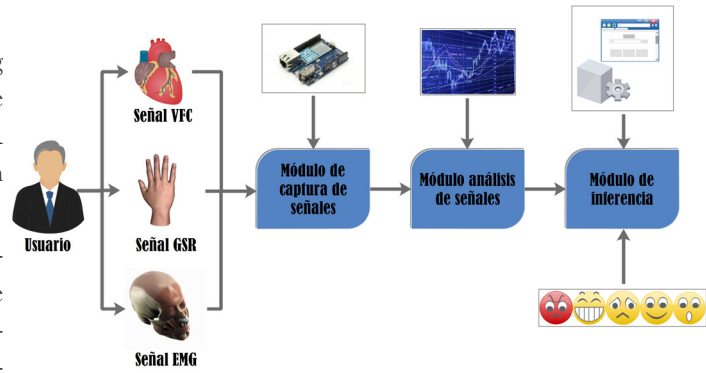 Señal VFC
Usuario
Señal GSR
Señal EMG
Módulo de
captura de
señales
Módulo análisis
de señales
Módulo de
inferencia